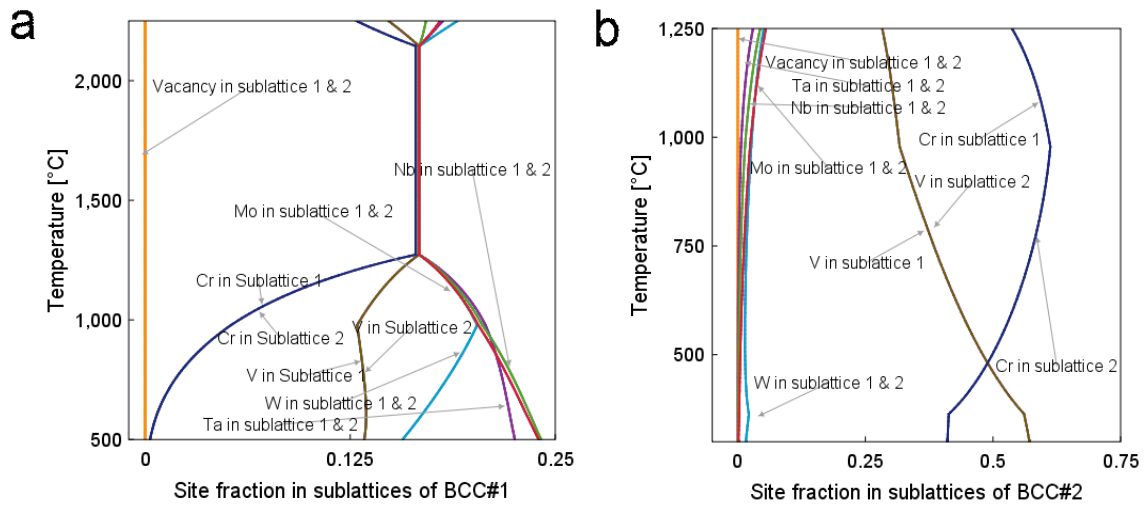 a
2,000
1,500
1,000
500
Temperature [°C]
Vacancy in sublattice 1 & 2
Nb in sublattice 1 & 2
Mo in sublattice 1 & 2
Cr in Sublattice 1
Cr in Sublattice 2
V in Sublattice 2
V in Sublattice 1
W in sublattice 1 & 2
Ta in sublattice 1 & 2
0
0.125
0.25
Site fraction in sublattices of BCC#1
b
1,250
1,000
750
500
Temperature [°C]
Vacancy in sublattice 1 & 2
Ta in sublattice 1 & 2
Nb in sublattice 1 & 2
Cr in sublattice 1
Mo in sublattice 1 & 2
V in sublattice 2
V in sublattice 1
Cr in sublattice 2
W in sublattice 1 & 2
0
0.25
0.5
0.75
Site fraction in sublattices of BCC#2